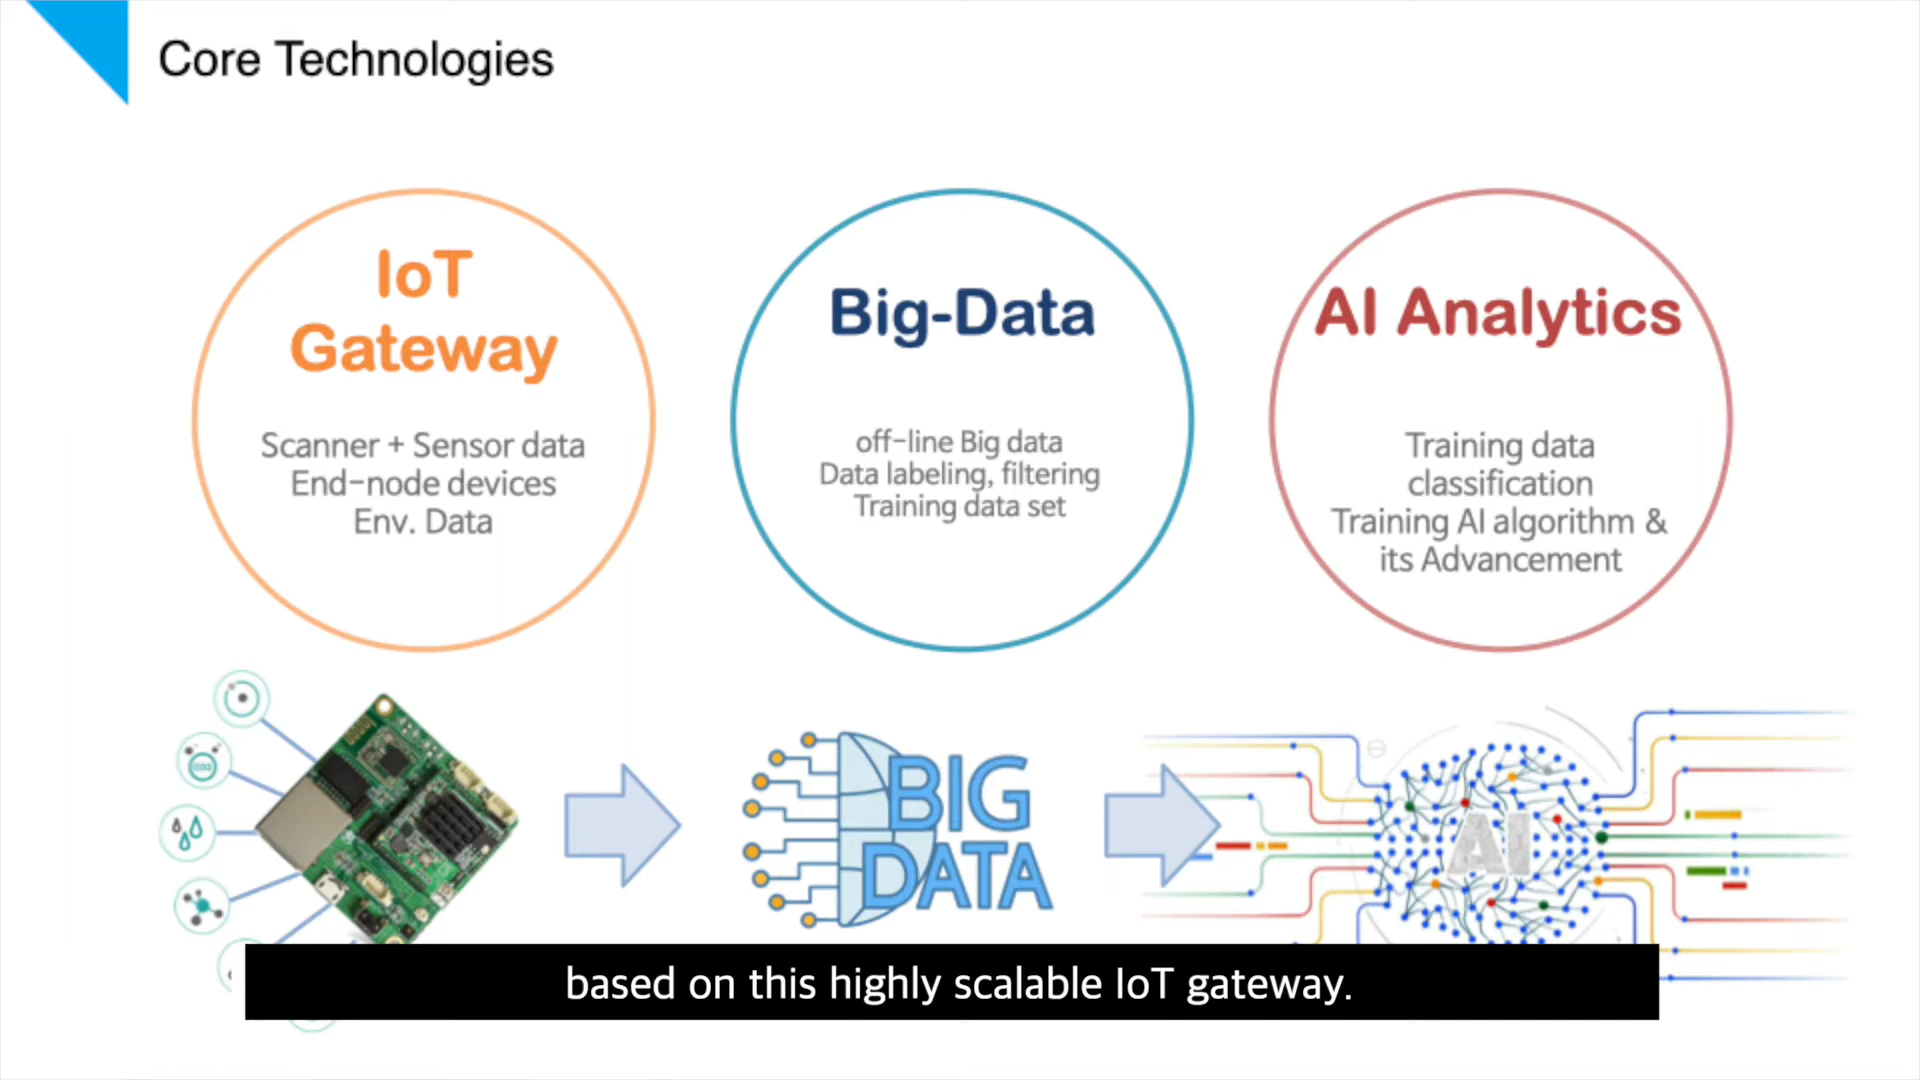 Core Technologies
IoT
Gateway
Scanner + Sensor data
End-node devices
Env. Data
Big-Data
off-line Big data
Data labeling, filtering
Training data set
AI Analytics
Training data
classification
Training AI algorithm &
its Advancement
CO2
BIG
DATA
AI
based on this highly scalable IoT gateway.